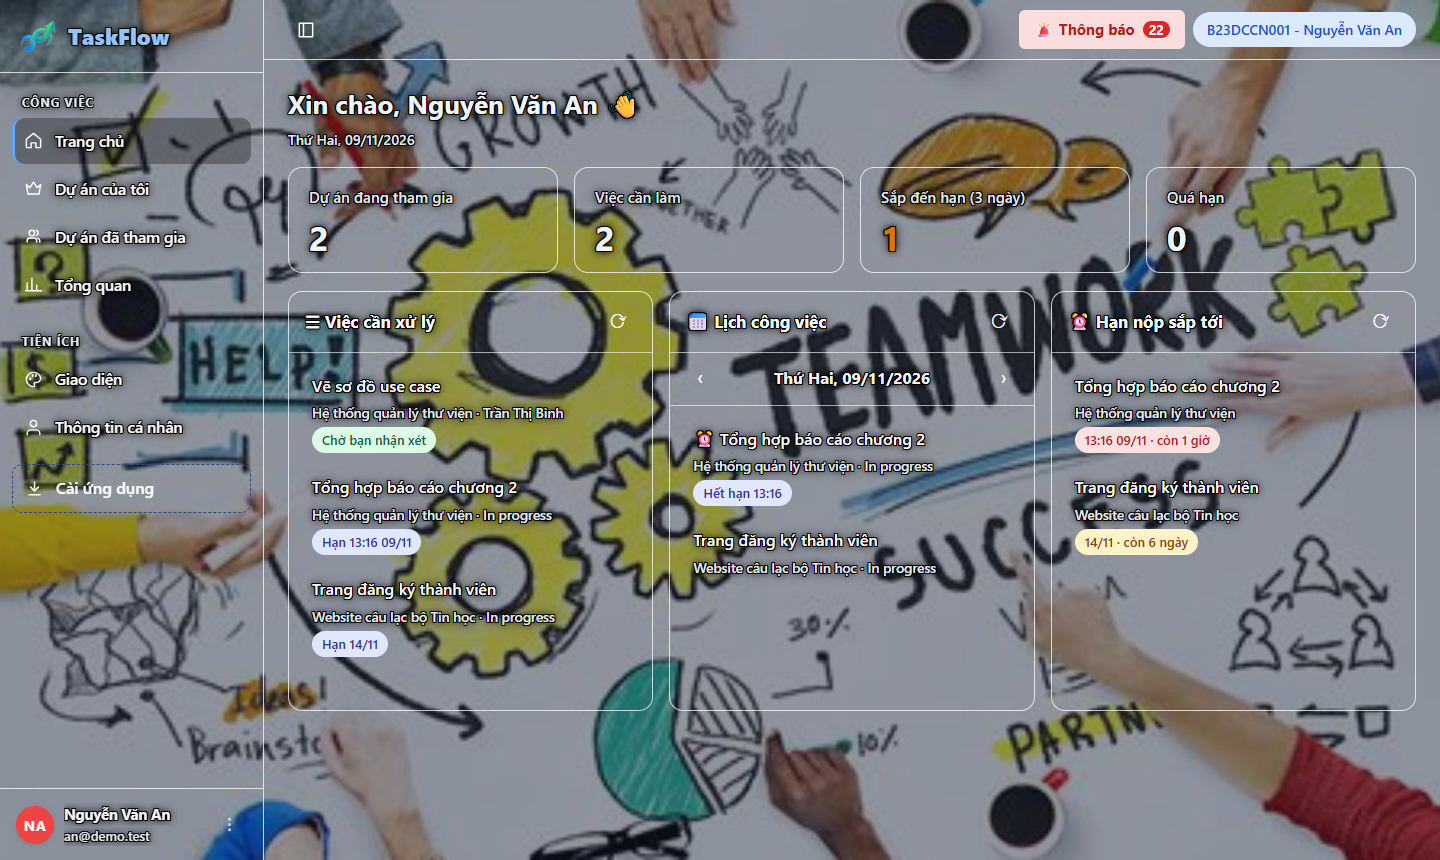 TaskFlow
Thông báo 22
B23DCCN001 - Nguyễn Văn An
CÔNG VIỆC
Trang chủ
Dự án của tôi
Dự án đã tham gia
Tổng quan
TIỆN ÍCH
Giao diện
Thông tin cá nhân
Cài ứng dụng
NA
Nguyễn Văn An
an@demo.test
Xin chào, Nguyễn Văn An
Thứ Hai, 09/11/2026
Dự án đang tham gia
2
Việc cần làm
2
Sắp đến hạn (3 ngày)
1
Quá hạn
0
Việc cần xử lý
Vẽ sơ đồ use case
Hệ thống quản lý thư viện · Trần Thị Bình
Chờ bạn nhận xét
Tổng hợp báo cáo chương 2
Hệ thống quản lý thư viện · In progress
Hạn 13:16 09/11
Trang đăng ký thành viên
Website câu lạc bộ Tin học · In progress
Hạn 14/11
Lịch công việc
‹ Thứ Hai, 09/11/2026 ›
Tổng hợp báo cáo chương 2
Hệ thống quản lý thư viện · In progress
Hết hạn 13:16
Trang đăng ký thành viên
Website câu lạc bộ Tin học · In progress
Hạn nộp sắp tới
Tổng hợp báo cáo chương 2
Hệ thống quản lý thư viện
13:16 09/11 · còn 1 giờ
Trang đăng ký thành viên
Website câu lạc bộ Tin học
14/11 · còn 6 ngày
GROWTH
TEAMWORK
HELP!
SUCC
30%
10%
Ideas!
Brainsto
PARTN